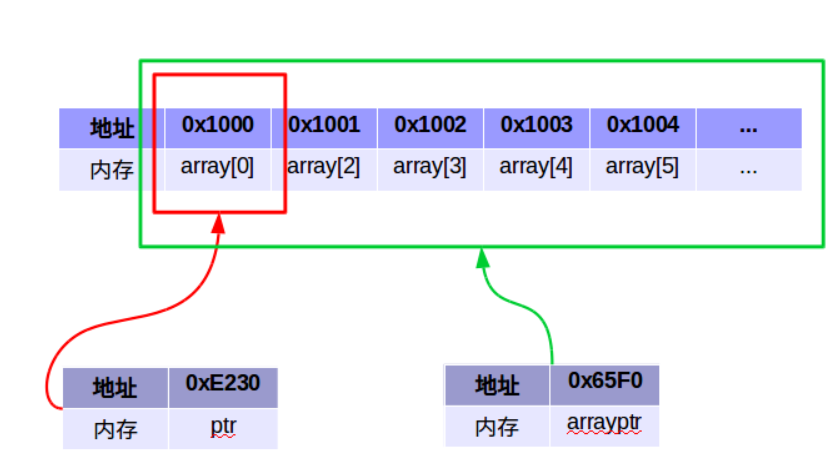 地址 0x1000 0x1001 0x1002 0x1003 0x1004 ...
内存 array[0] array[2] array[3] array[4] array[5] ...
地址 0xE230
内存 ptr
地址 0x65F0
内存 arrayptr